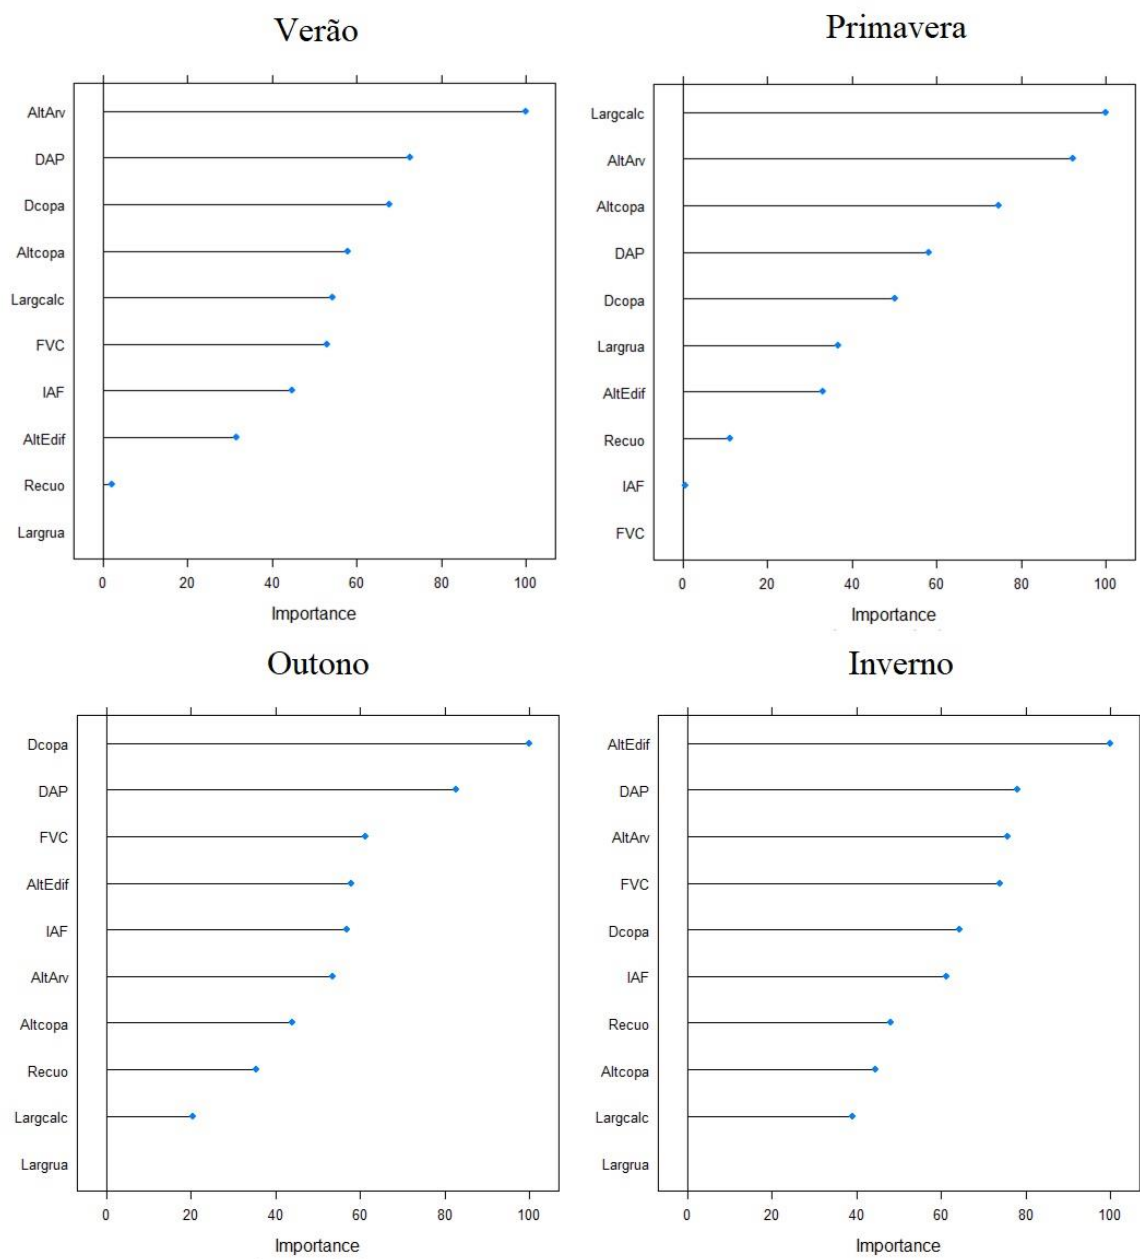 Verão
AltArv
DAP
Dcopa
Altcopa
Largcalc
FVC
IAF
AltEdif
Recuo
Largrua
0 20 40 60 80 100
Importance
Primavera
Largcalc
AltArv
Altcopa
DAP
Dcopa
Largrua
AltEdif
Recuo
IAF
FVC
0 20 40 60 80 100
Importance
Outono
Dcopa
DAP
FVC
AltEdif
IAF
AltArv
Altcopa
Recuo
Largcalc
Largrua
0 20 40 60 80 100
Importance
Inverno
AltEdif
DAP
AltArv
FVC
Dcopa
IAF
Recuo
Altcopa
Largcalc
Largrua
0 20 40 60 80 100
Importance